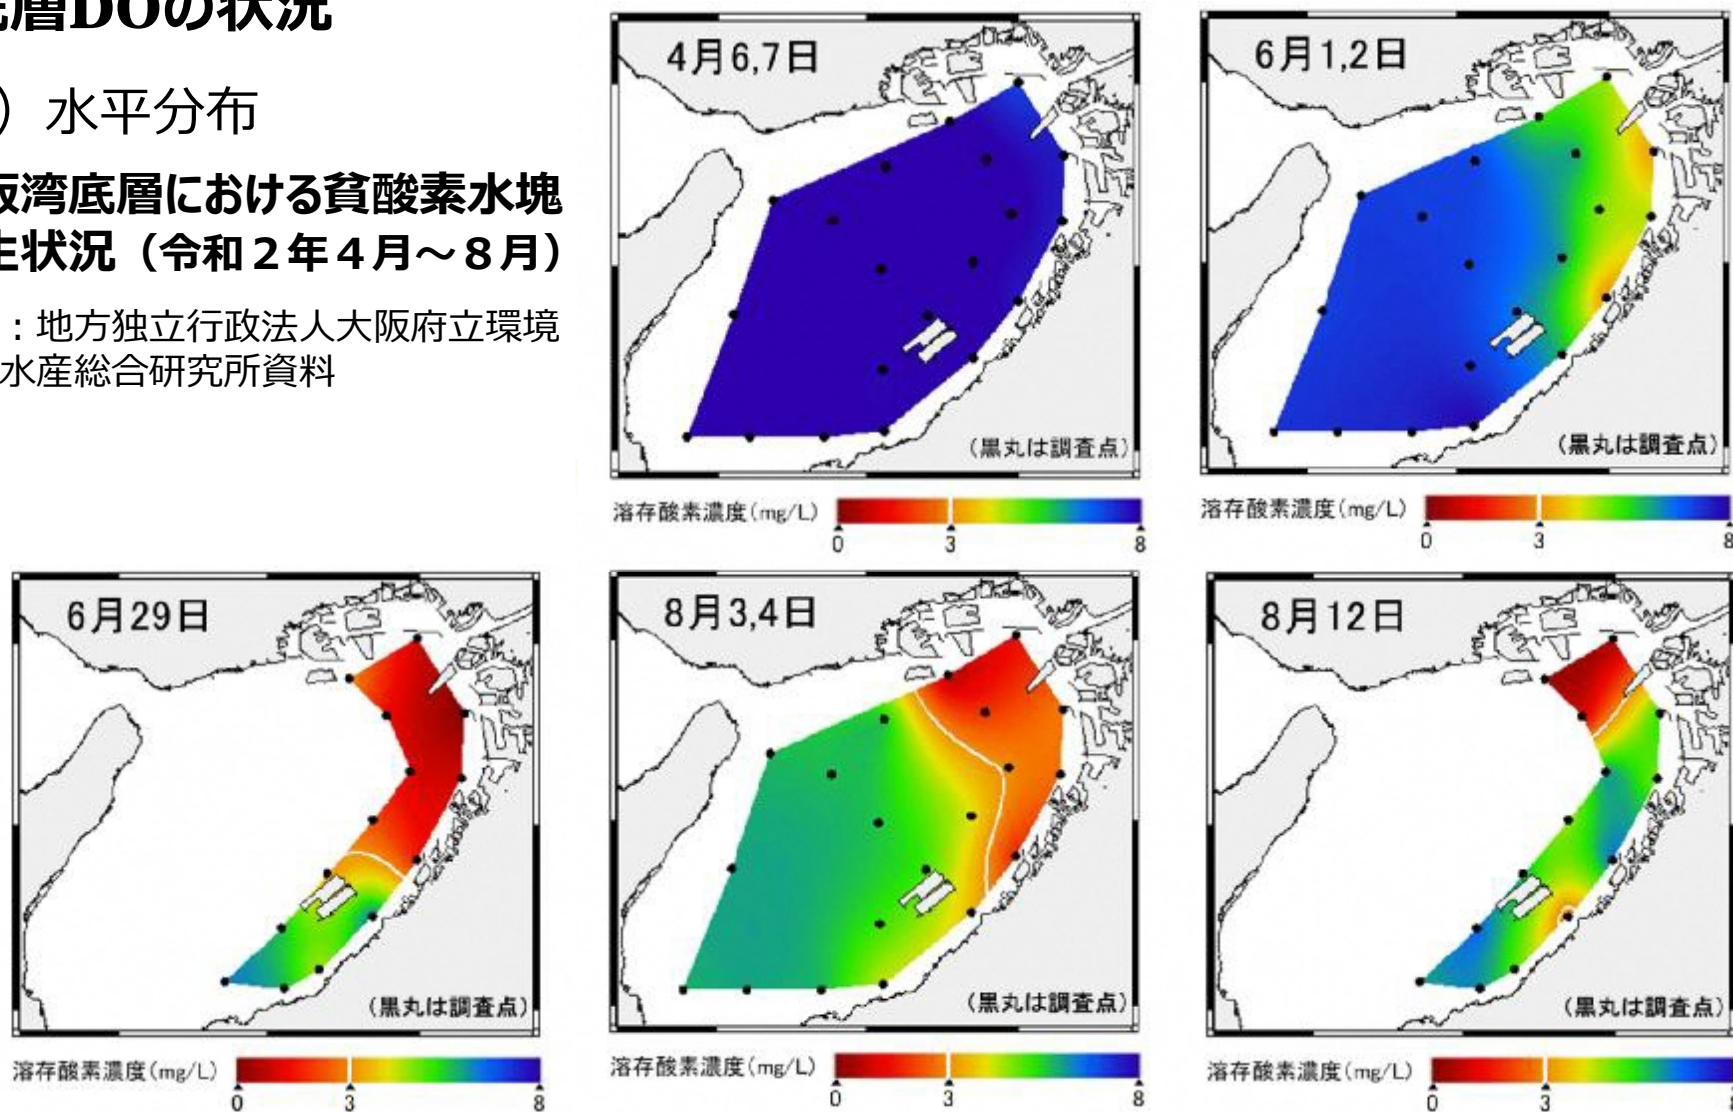 底層DOの状況
）水平分布
阪湾底層における貧酸素水塊
生状況（令和２年４月～８月）
：地方独立行政法人大阪府立環境
水産総合研究所資料
4月6,7日
(黒丸は調査点)
溶存酸素濃度(mg/L)
0 3 8
6月1,2日
(黒丸は調査点)
溶存酸素濃度(mg/L)
0 3 8
6月29日
(黒丸は調査点)
溶存酸素濃度(mg/L)
0 3 8
8月3,4日
(黒丸は調査点)
溶存酸素濃度(mg/L)
0 3 8
8月12日
(黒丸は調査点)
溶存酸素濃度(mg/L)
0 3